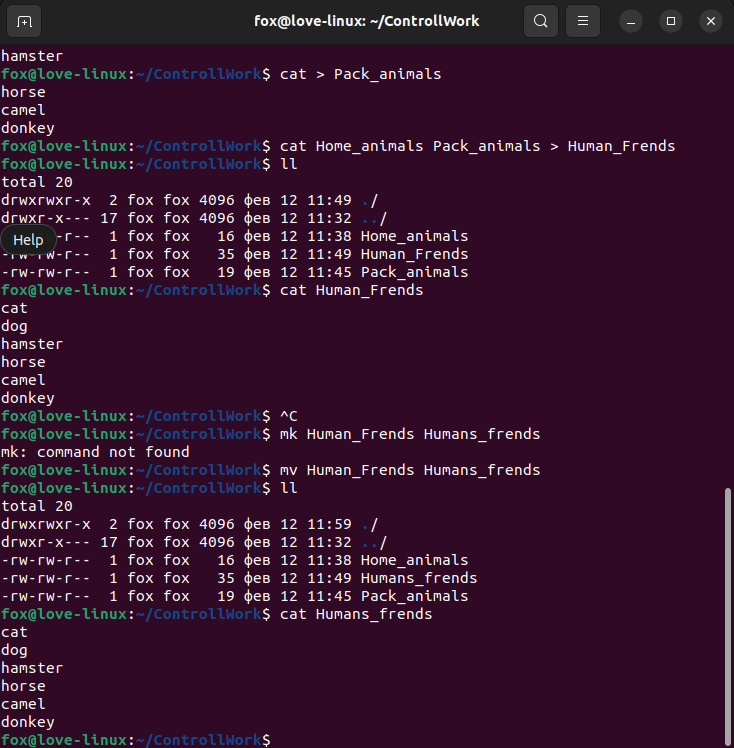 fox@love-linux: ~/ControllWork
hamster
fox@love-linux:~/ControllWork$ cat > Pack_animals
horse
camel
donkey
fox@love-linux:~/ControllWork$ cat Home_animals Pack_animals > Human_Frends
fox@love-linux:~/ControllWork$ ll
total 20
drwxrwxr-x  2 fox fox 4096 фев 12 11:49 ./
drwxr-x--- 17 fox fox 4096 фев 12 11:32 ../
Help -r--  1 fox fox   16 фев 12 11:38 Home_animals
-rw-rw-r--  1 fox fox   35 фев 12 11:49 Human_Frends
-rw-rw-r--  1 fox fox   19 фев 12 11:45 Pack_animals
fox@love-linux:~/ControllWork$ cat Human_Frends
cat
dog
hamster
horse
camel
donkey
fox@love-linux:~/ControllWork$ ^C
fox@love-linux:~/ControllWork$ mk Human_Frends Humans_frends
mk: command not found
fox@love-linux:~/ControllWork$ mv Human_Frends Humans_frends
fox@love-linux:~/ControllWork$ ll
total 20
drwxrwxr-x  2 fox fox 4096 фев 12 11:59 ./
drwxr-x--- 17 fox fox 4096 фев 12 11:32 ../
-rw-rw-r--  1 fox fox   16 фев 12 11:38 Home_animals
-rw-rw-r--  1 fox fox   35 фев 12 11:49 Humans_frends
-rw-rw-r--  1 fox fox   19 фев 12 11:45 Pack_animals
fox@love-linux:~/ControllWork$ cat Humans_frends
cat
dog
hamster
horse
camel
donkey
fox@love-linux:~/ControllWork$